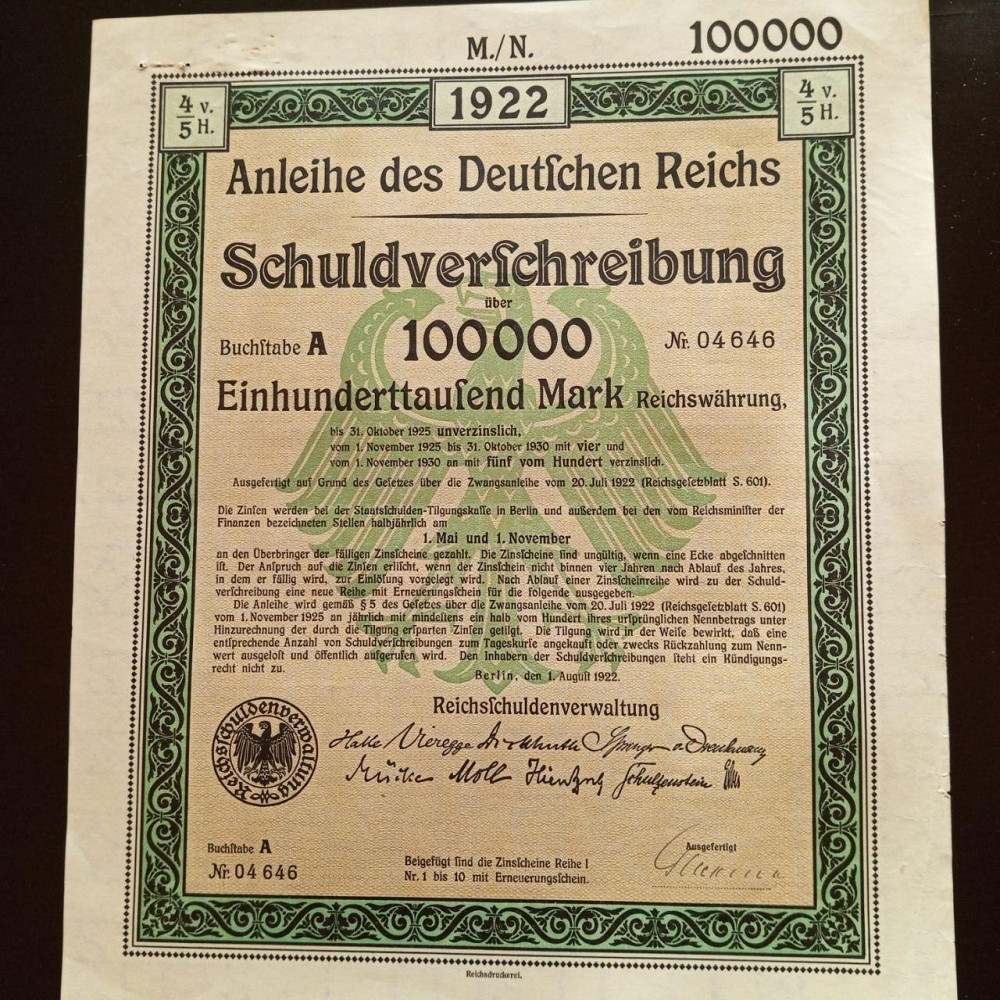 M./N. 100000
4/5 v. H. 1922 4/5 v. H.
Anleihe des Deutſchen Reichs
Schuldverſchreibung
über
Buchſtabe A 100000 Nr. 04646
Einhunderttauſend Mark Reichswährung,
bis 31. Oktober 1925 unverzinslich,
vom 1. November 1925 bis 31. Oktober 1930 mit vier und
vom 1. November 1930 an mit fünf vom Hundert verzinslich.
Ausgefertigt auf Grund des Geſetzes über die Zwangsanleihe vom 20. Juli 1922 (Reichsgeſetzblatt S. 601).
Die Zinſen werden bei der Staatsſchulden-Tilgungskaſſe in Berlin und außerdem bei den vom Reichsminiſter der
Finanzen bezeichneten Stellen halbjährlich am
1. Mai und 1. November
an den Überbringer der fälligen Zinsſcheine gezahlt. Die Zinsſcheine ſind ungültig, wenn eine Ecke abgeſchnitten
iſt. Der Anſpruch auf die Zinſen erliſcht, wenn der Zinsſchein nicht binnen vier Jahren nach Ablauf des Jahres,
in dem er fällig wird, zur Einlöſung vorgelegt wird. Nach Ablauf einer Zinsſcheinreihe wird zu der Schuld-
verſchreibung eine neue Reihe mit Erneuerungsſchein für die folgende ausgegeben.
Die Anleihe wird gemäß § 5 des Geſetzes über die Zwangsanleihe vom 20. Juli 1922 (Reichsgeſetzblatt S. 601)
vom 1. November 1925 an jährlich mit mindeſtens ein halb vom Hundert ihres urſprünglichen Nennbetrags unter
Hinzurechnung der durch die Tilgung erſparten Zinſen getilgt. Die Tilgung wird in der Weiſe bewirkt, daß eine
entſprechende Anzahl von Schuldverſchreibungen zum Tageskurſe angekauft oder zwecks Rückzahlung zum Nenn-
wert ausgeloſt und öffentlich aufgerufen wird. Den Inhabern der Schuldverſchreibungen ſteht ein Kündigungs-
recht nicht zu.
Berlin, den 1. Auguſt 1922.
Reichsſchuldenverwaltung
Reichsſchuldenverwaltung
Halle Vieregge Springer
Mücke Moll Schultzenstein
Buchſtabe A
Nr. 04646
Beigefügt ſind die Zinsſcheine Reihe I
Nr. 1 bis 10 mit Erneuerungsſchein.
Ausgefertigt
Reichsdruckerei.